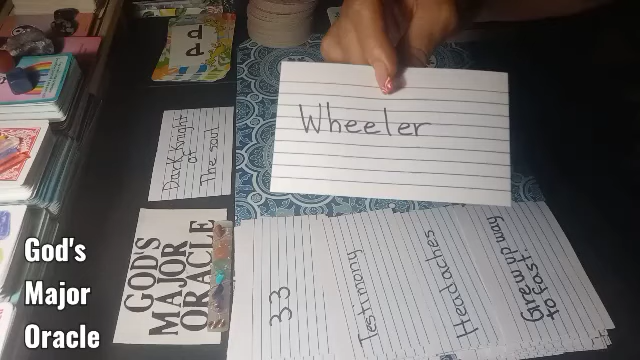 d
d
Wheeler
Dark Knight
of
The soul
GOD'S
MAJOR
ORACLE
33
Testimony
Headaches
Grew up way
to fast.
God's
Major
Oracle